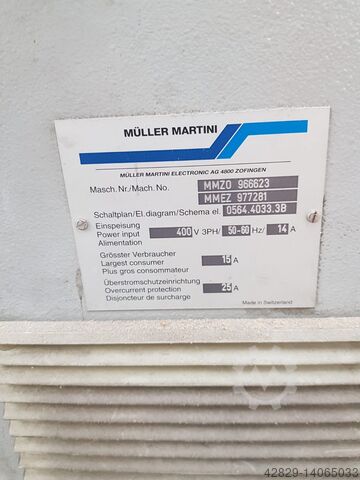 MÜLLER MARTINI
MÜLLER MARTINI ELECTRONIC AG 4800 ZOFINGEN
Masch. Nr./Mach. No. MMZO 966623
MMEZ 977281
Schaltplan/El.diagram/Schema el. 0564.4033.3B
Einspeisung
Power input 400 V 3PH/ 50-60 Hz/ 14 A
Alimentation
Grösster Verbraucher
Largest consumer 15 A
Plus gros consommateur
Überstromschutzeinrichtung
Overcurrent protection 25 A
Disjoncteur de surcharge
Made in Switzerland
42829-14065033